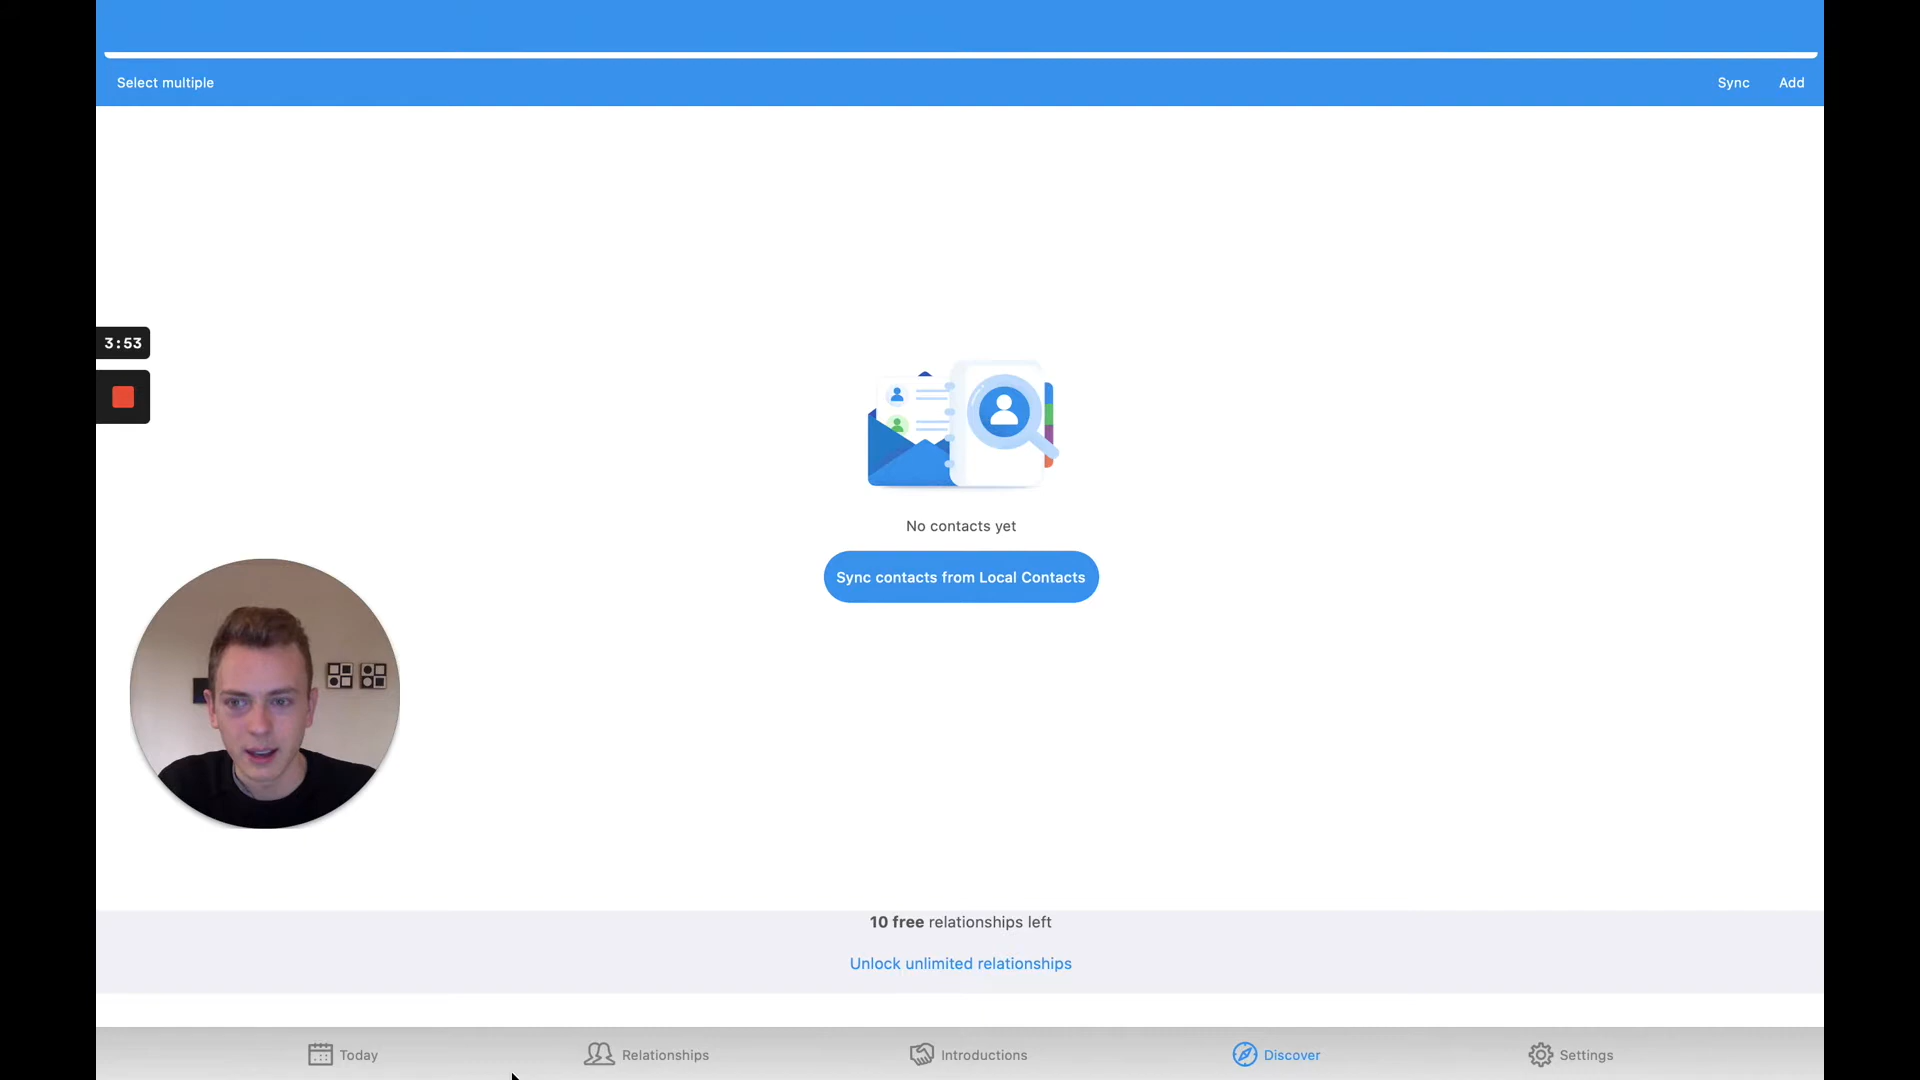 Select multiple
Sync
Add
3:53
No contacts yet
Sync contacts from Local Contacts
10 free relationships left
Unlock unlimited relationships
Today
Relationships
Introductions
Discover
Settings